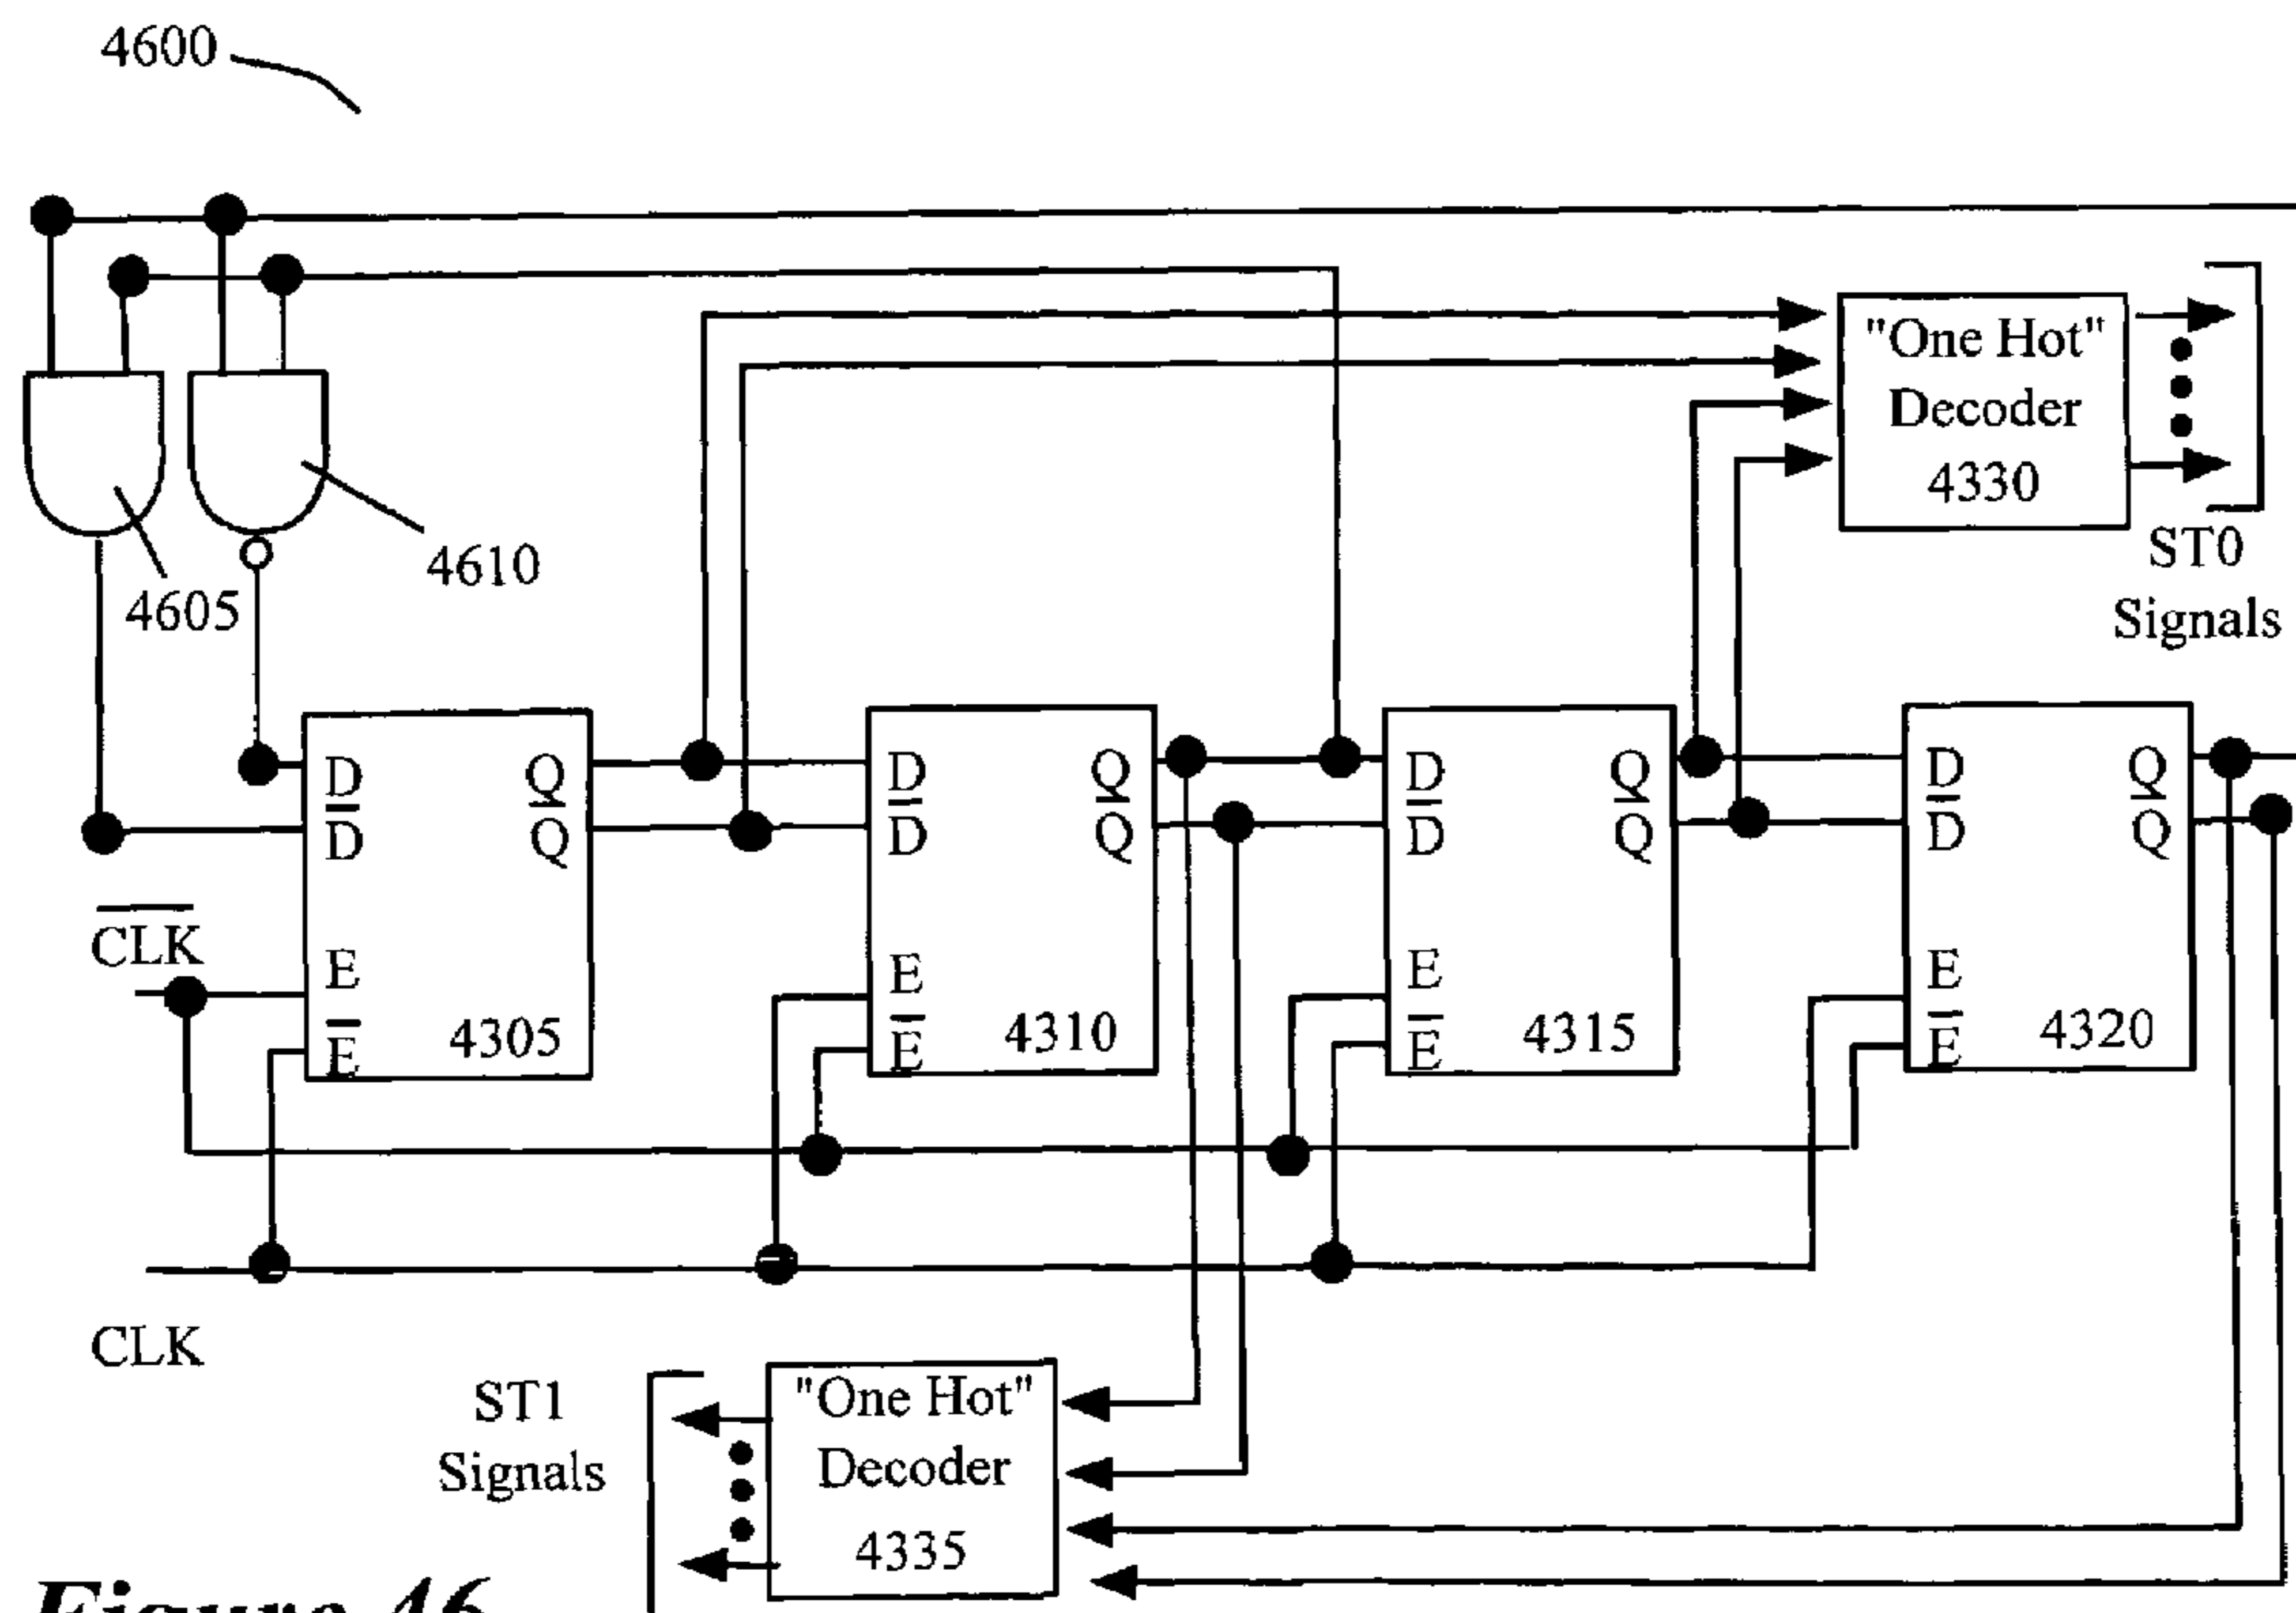 4600
"One Hot"
Decoder
4330
ST0
Signals
4610
4605
D Q D Q D Q D Q
D̅ Q̅ D̅ Q̅ D̅ Q̅ D̅ Q̅
C̅L̅K̅
E E E E
E̅ 4305 E̅ 4310 E̅ 4315 E̅ 4320
CLK
ST1
Signals
"One Hot"
Decoder
4335
Figure 46